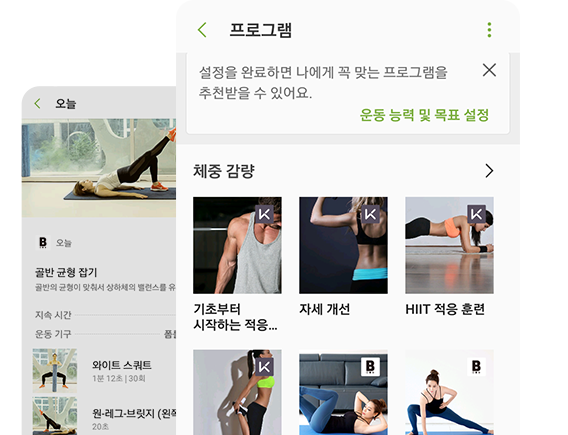 프로그램
설정을 완료하면 나에게 꼭 맞는 프로그램을
추천받을 수 있어요.
운동 능력 및 목표 설정
체중 감량
기초부터
시작하는 적응...
자세 개선
HIIT 적응 훈련
오늘
B
오늘
골반 균형 잡기
골반의 균형이 맞춰서 상하체의 밸런스를 유
지속 시간
운동 기구
와이트 스쿼트
1분 12초 | 30회
원-레그-브릿지 (왼쪽
20초